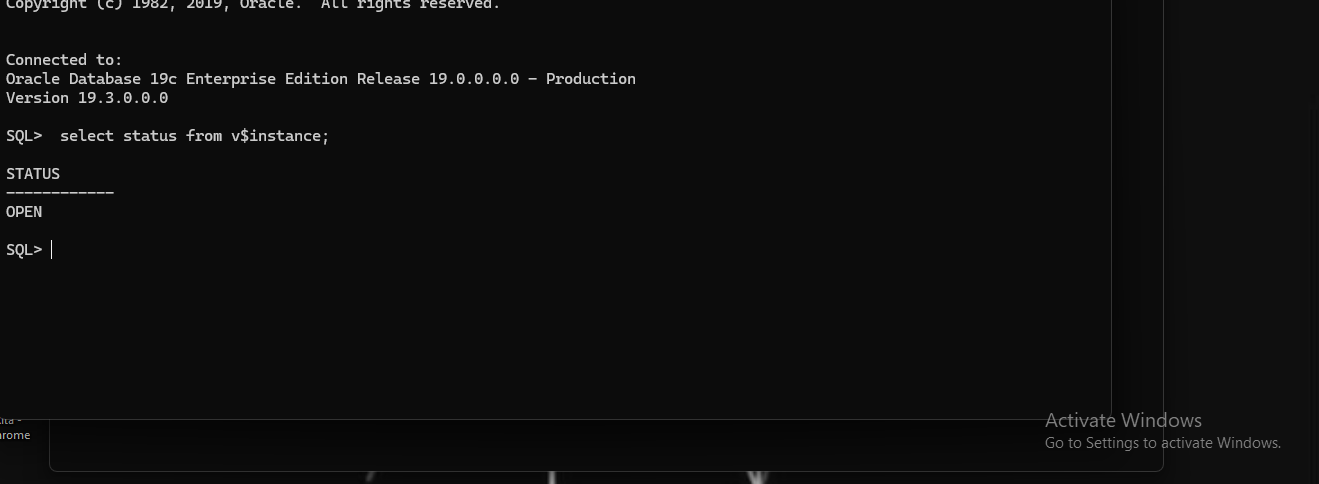 Copyright (c) 1982, 2019, Oracle.  All rights reserved.
Connected to:
Oracle Database 19c Enterprise Edition Release 19.0.0.0.0 - Production
Version 19.3.0.0.0
SQL>  select status from v$instance;
STATUS
------------
OPEN
SQL>
Activate Windows
Go to Settings to activate Windows.